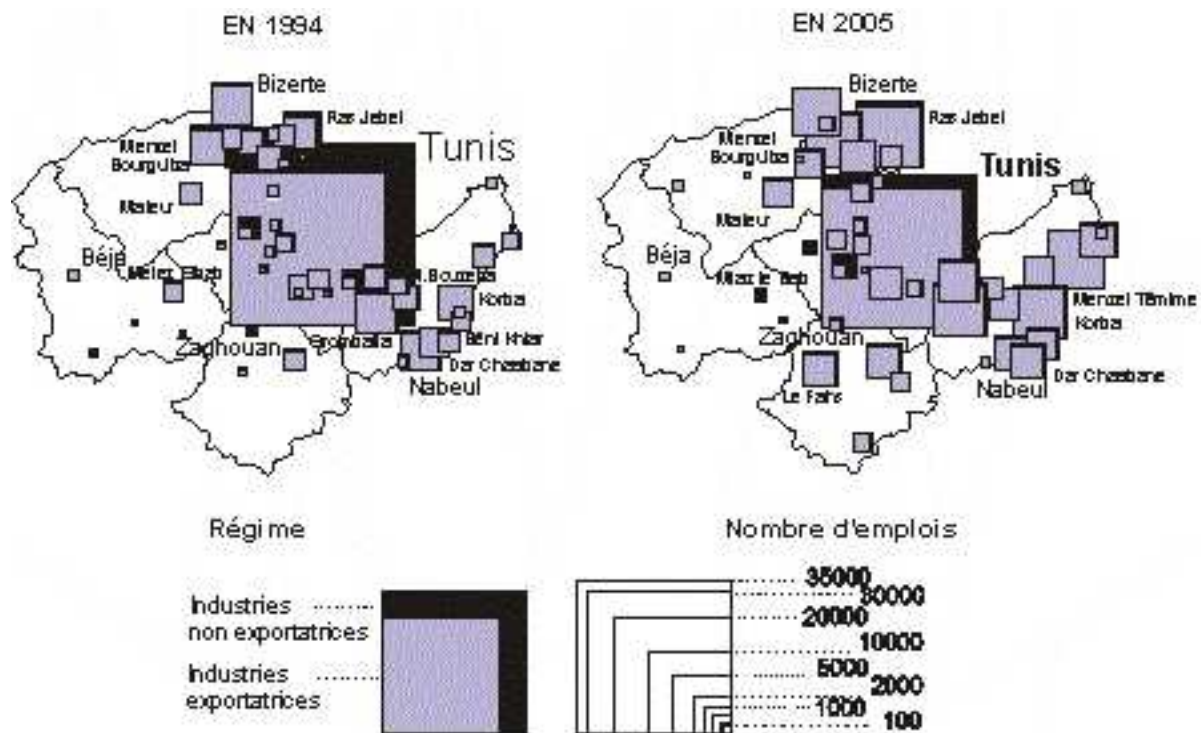 EN 1994
Bizerte
Ras Jebel
Menzel
Bourguiba
Tunis
Mateur
Béja
Korba
Zaghouan
Grombalia
Béni Khiar
Dar Chaabane
Nabeul
EN 2005
Bizerte
Ras Jebel
Menzel
Bourguiba
Tunis
Mateur
Béja
Menzel Témime
Korba
Zaghouan
Dar Chaabane
Nabeul
Le Fahs
Régime
Industries
non exportatrices
Industries
exportatrices
Nombre d'emplois
35000
30000
20000
10000
5000
2000
1000
100